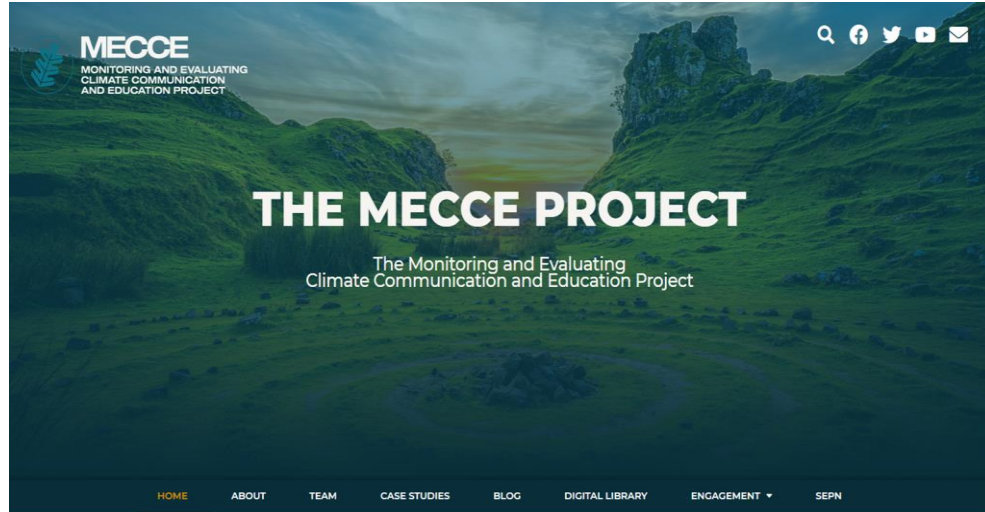 MECCE
MONITORING AND EVALUATING
CLIMATE COMMUNICATION
AND EDUCATION PROJECT
THE MECCE PROJECT
The Monitoring and Evaluating
Climate Communication and Education Project
HOME ABOUT TEAM CASE STUDIES BLOG DIGITAL LIBRARY ENGAGEMENT SEPN